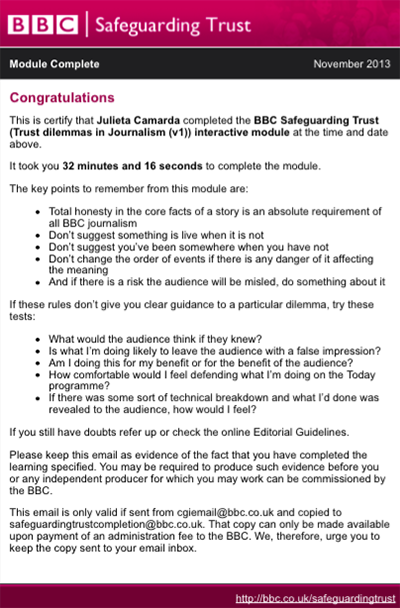 BBC Safeguarding Trust
Module Complete November 2013
Congratulations
This is certify that Julieta Camarda completed the BBC Safeguarding Trust
(Trust dilemmas in Journalism (v1)) interactive module at the time and date
above.
It took you 32 minutes and 16 seconds to complete the module.
The key points to remember from this module are:
• Total honesty in the core facts of a story is an absolute requirement of
all BBC journalism
• Don't suggest something is live when it is not
• Don't suggest you've been somewhere when you have not
• Don't change the order of events if there is any danger of it affecting
the meaning
• And if there is a risk the audience will be misled, do something about it
If these rules don't give you clear guidance to a particular dilemma, try these
tests:
• What would the audience think if they knew?
• Is what I'm doing likely to leave the audience with a false impression?
• Am I doing this for my benefit or for the benefit of the audience?
• How comfortable would I feel defending what I'm doing on the Today
programme?
• If there was some sort of technical breakdown and what I'd done was
revealed to the audience, how would I feel?
If you still have doubts refer up or check the online Editorial Guidelines.
Please keep this email as evidence of the fact that you have completed the
learning specified. You may be required to produce such evidence before you
or any independent producer for which you may work can be commissioned by
the BBC.
This email is only valid if sent from cgiemail@bbc.co.uk and copied to
safeguardingtrustcompletion@bbc.co.uk. That copy can only be made available
upon payment of an administration fee to the BBC. We, therefore, urge you to
keep the copy sent to your email inbox.
http://bbc.co.uk/safeguardingtrust